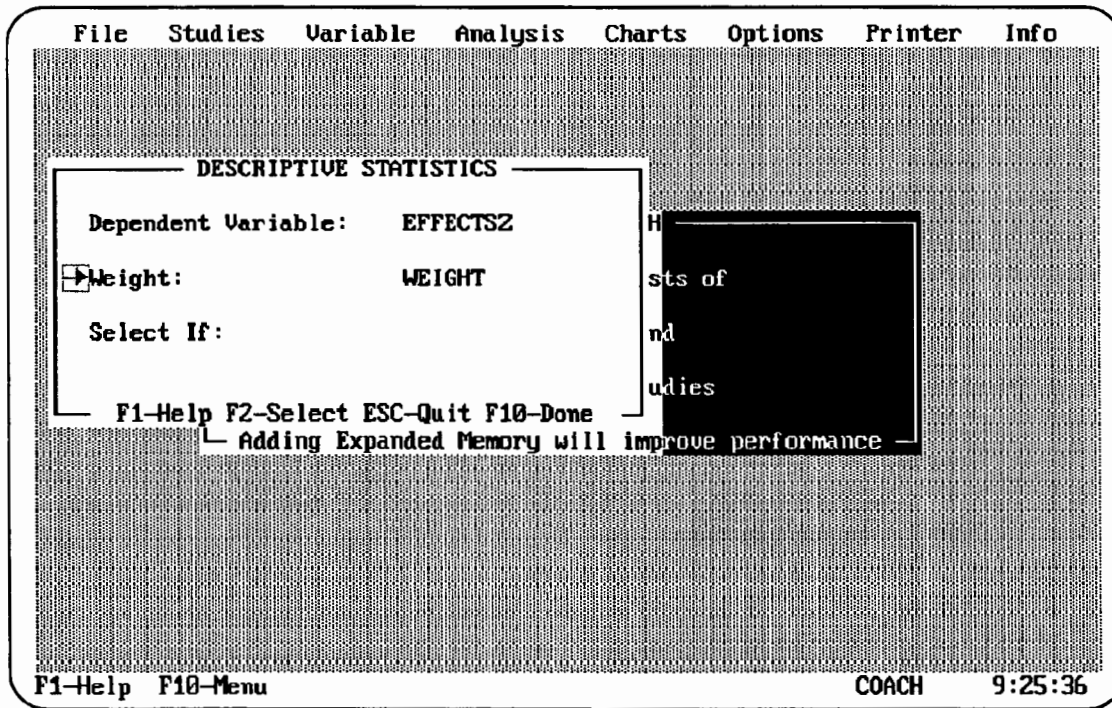 File Studies Variable Analysis Charts Options Printer Info
DESCRIPTIVE STATISTICS
Dependent Variable: EFFECTS2
H
Weight: WEIGHT
sts of
Select If:
nd
udies
F1-Help F2-Select ESC-Quit F10-Done
Adding Expanded Memory will improve performance
F1-Help F10-Menu COACH 9:25:36